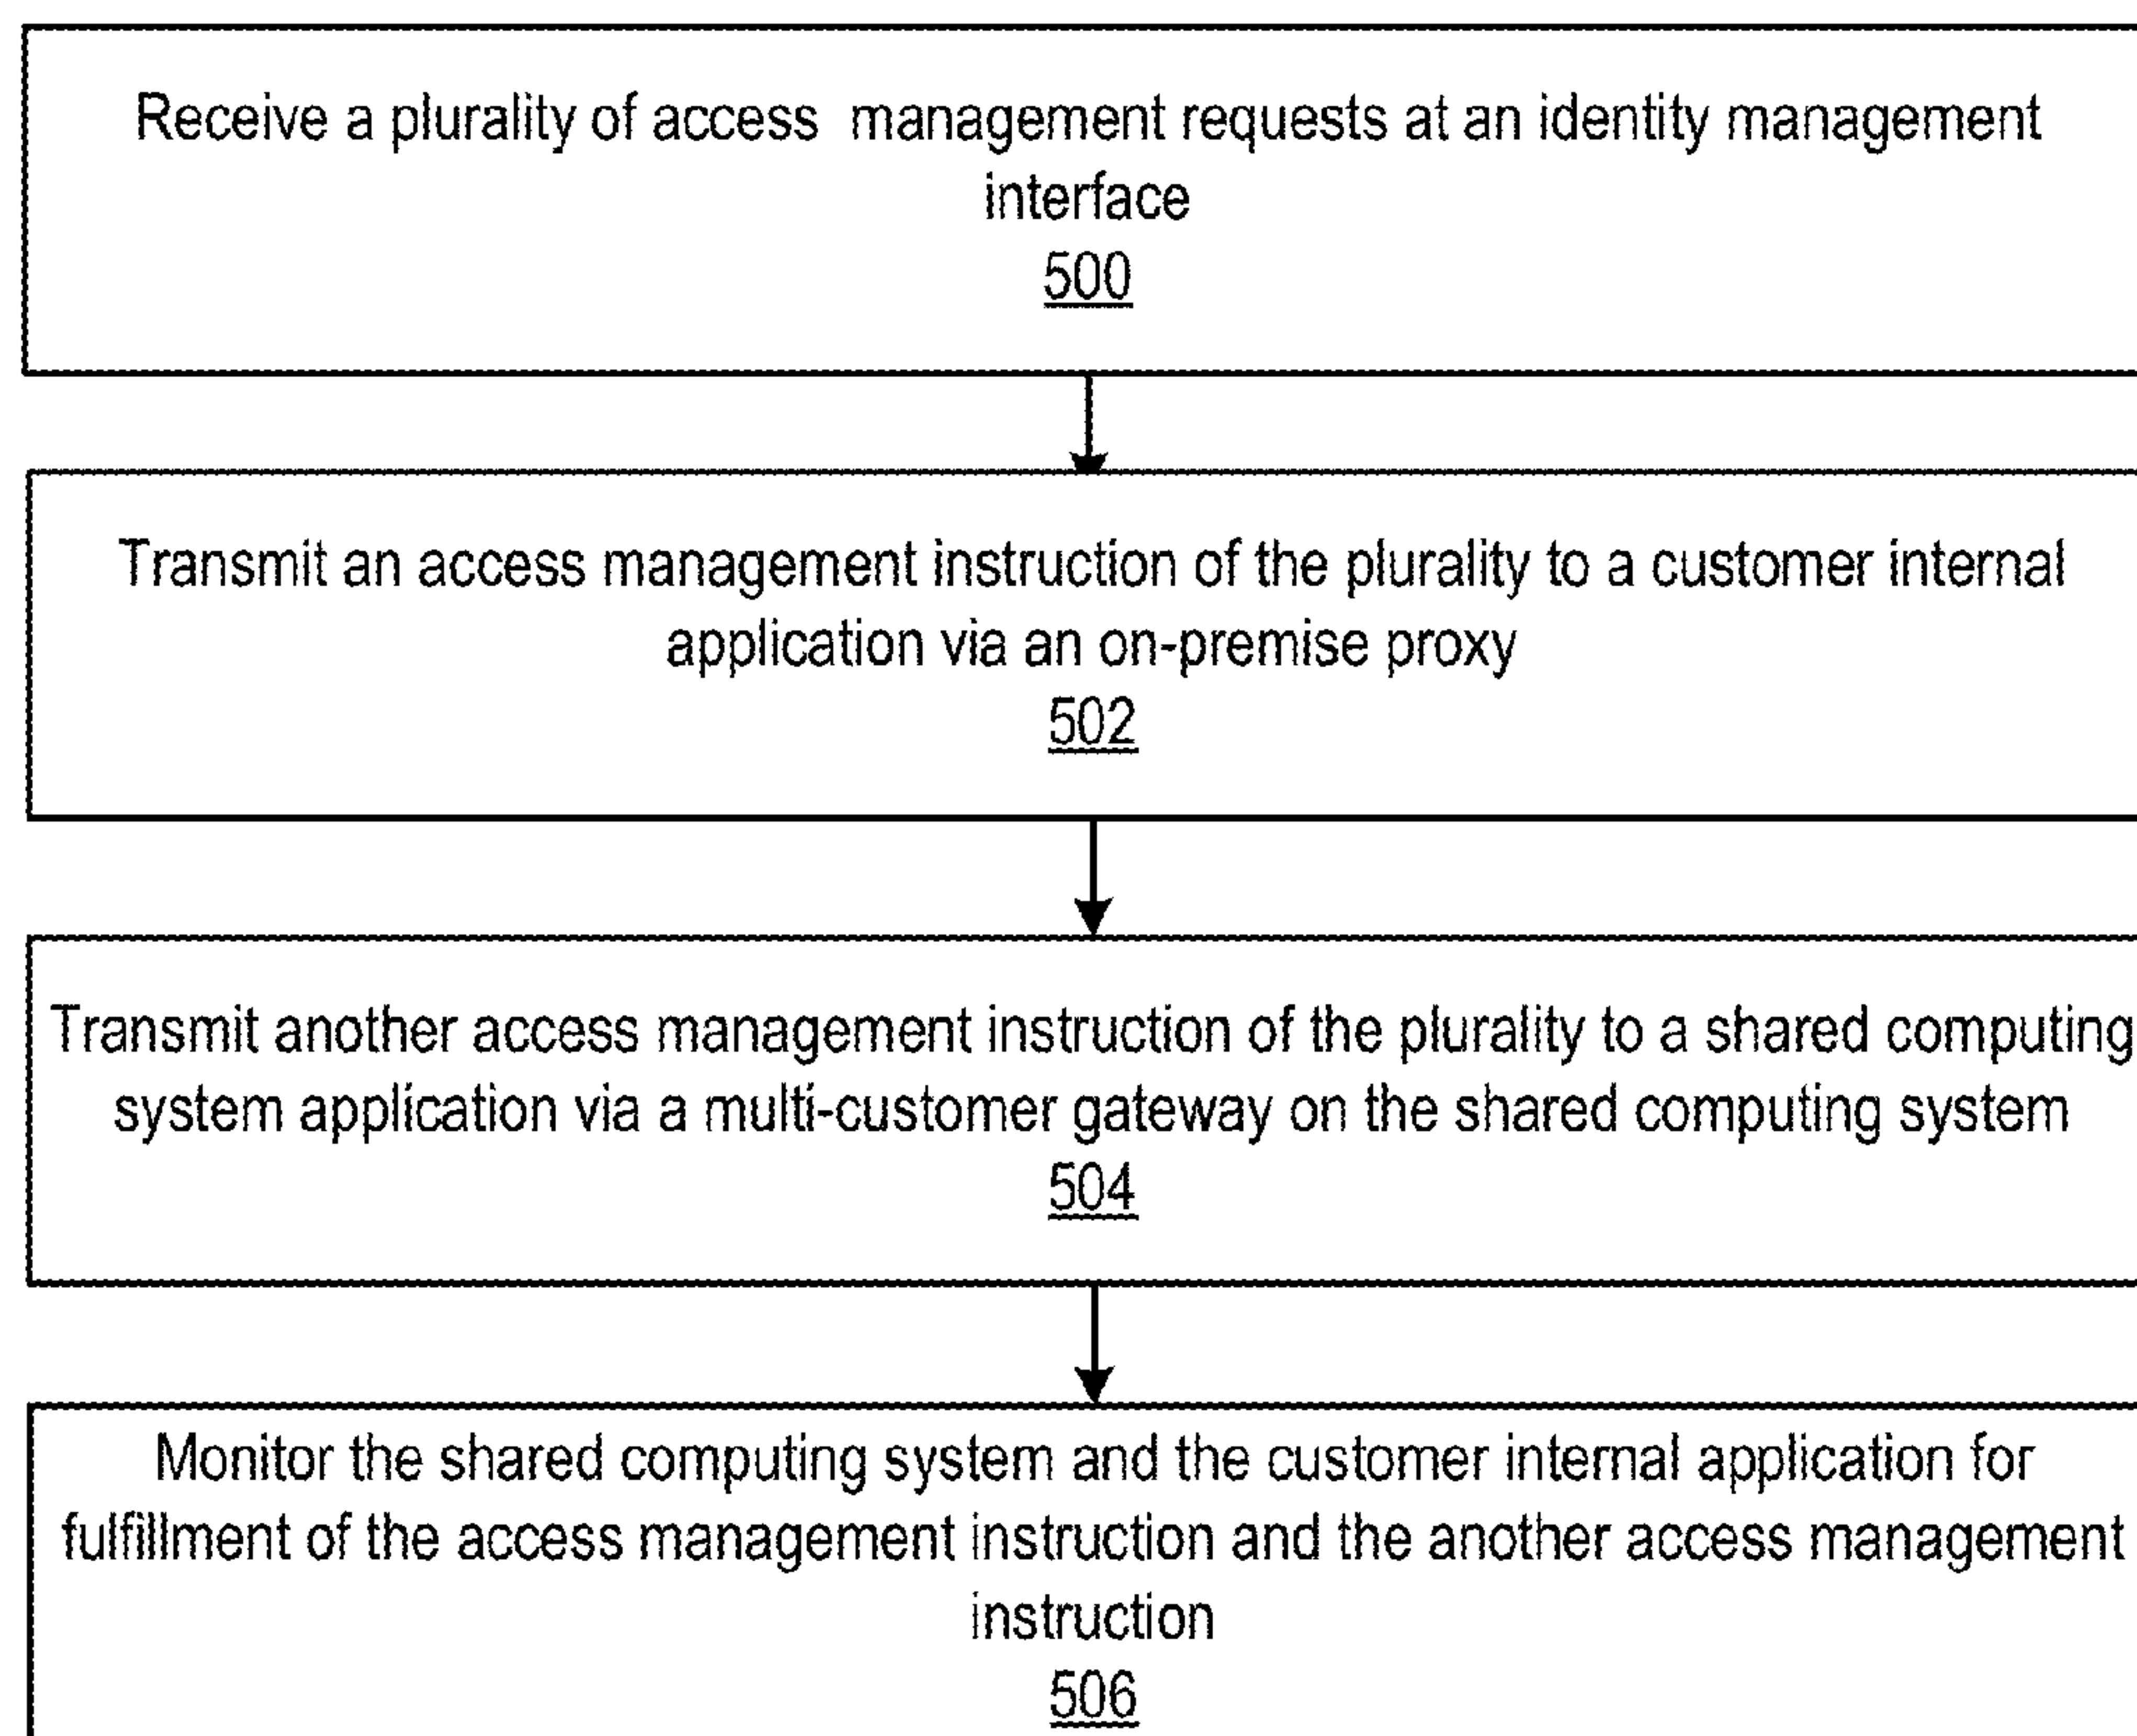 Receive a plurality of access management requests at an identity management
interface
500
Transmit an access management instruction of the plurality to a customer internal
application via an on-premise proxy
502
Transmit another access management instruction of the plurality to a shared computing
system application via a multi-customer gateway on the shared computing system
504
Monitor the shared computing system and the customer internal application for
fulfillment of the access management instruction and the another access management
instruction
506